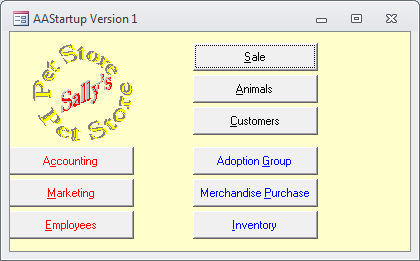 AAStartup Version 1
Pet Store
Sally's
Pet Store
Sale
Animals
Customers
Accounting
Adoption Group
Marketing
Merchandise Purchase
Employees
Inventory